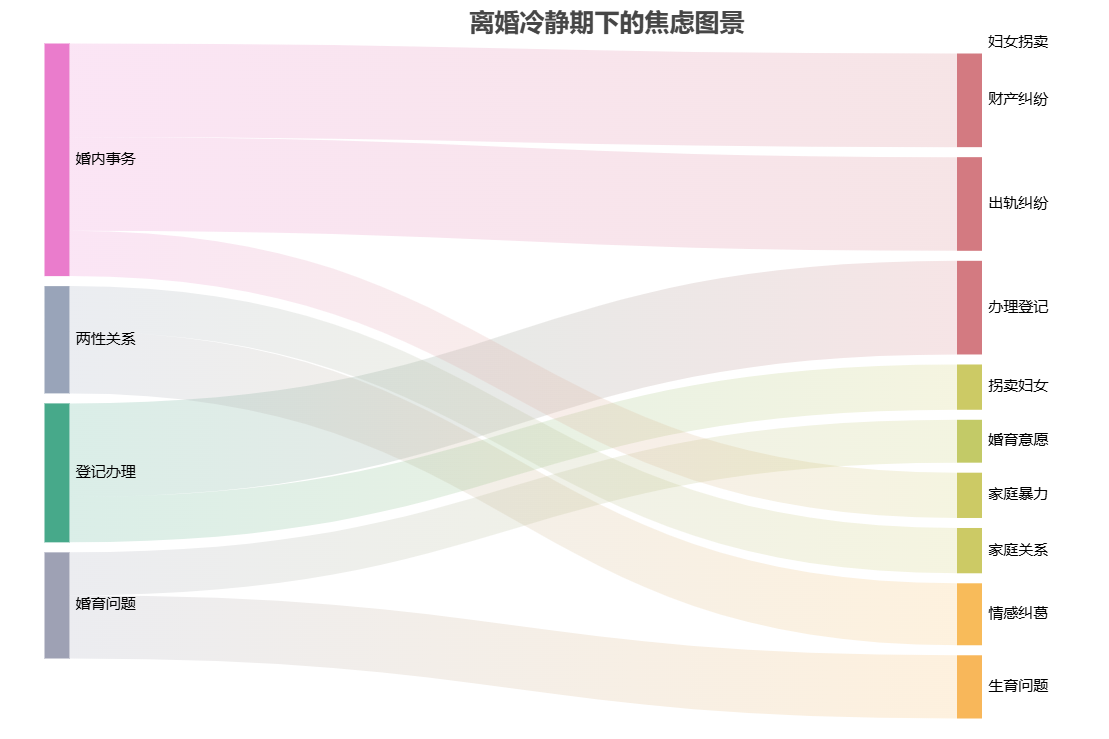 离婚冷静期下的焦虑图景
妇女拐卖
财产纠纷
婚内事务
出轨纠纷
办理登记
两性关系
拐卖妇女
婚育意愿
登记办理
家庭暴力
家庭关系
婚育问题
情感纠葛
生育问题